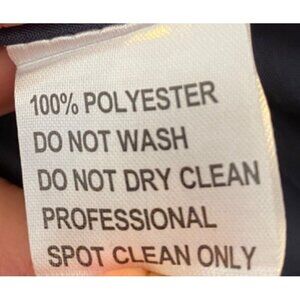 100% POLYESTER
DO NOT WASH
DO NOT DRY CLEAN
PROFESSIONAL
SPOT CLEAN ONLY